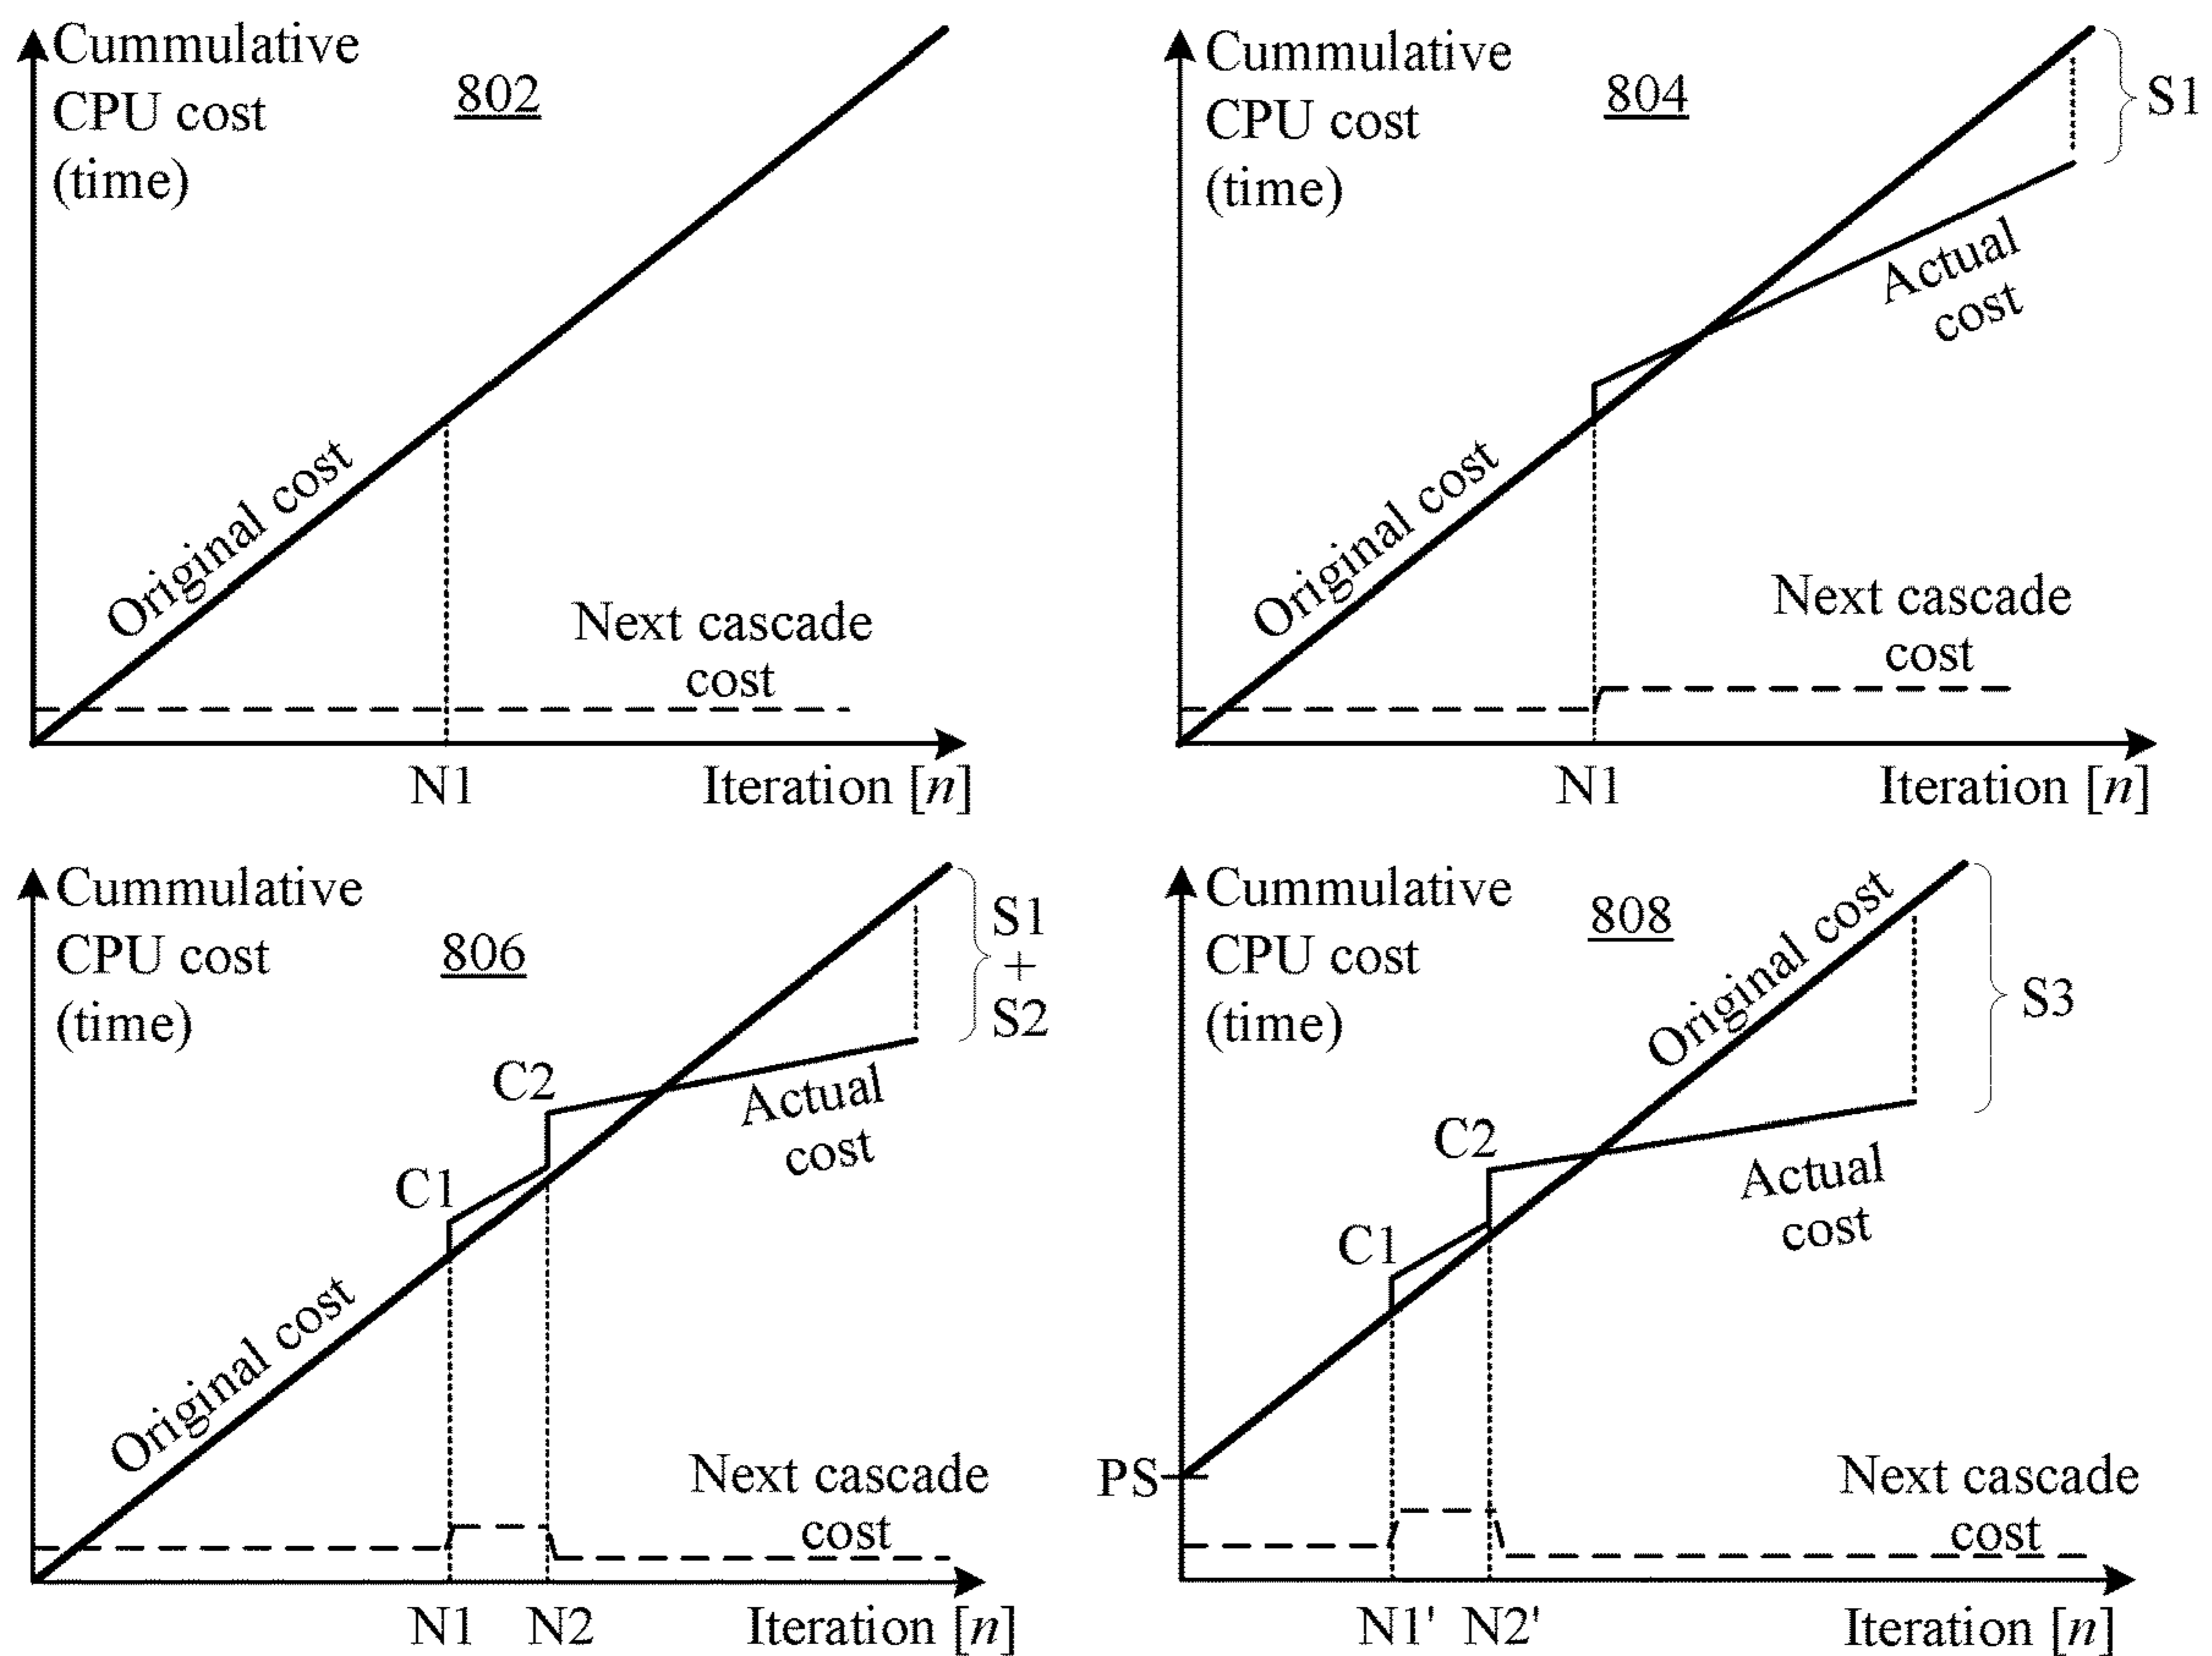 Cummulative
CPU cost
(time)
802
Original cost
Next cascade
cost
N1
Iteration [n]
Cummulative
CPU cost
(time)
804
S1
Actual
cost
Original cost
Next cascade
cost
N1
Iteration [n]
Cummulative
CPU cost
(time)
806
S1
+
S2
C2
Actual
cost
C1
Original cost
Next cascade
cost
N1
N2
Iteration [n]
Cummulative
CPU cost
(time)
808
Original cost
S3
C2
Actual
cost
C1
PS
Next cascade
cost
N1'
N2'
Iteration [n]